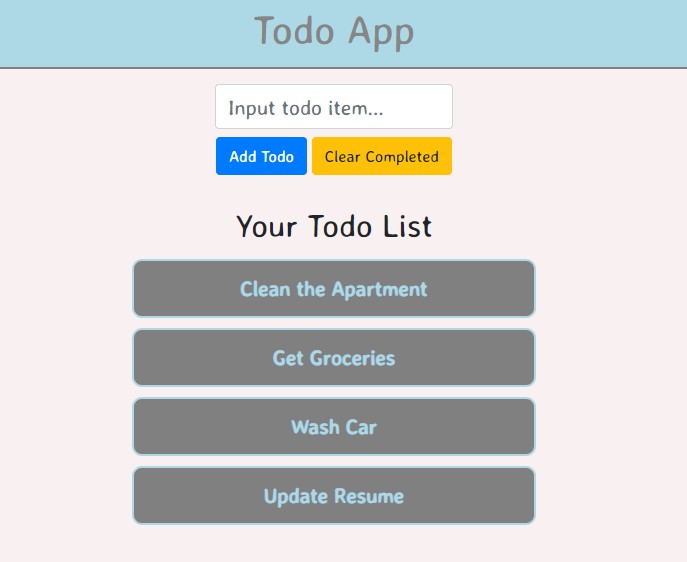 Todo App
Input todo item...
Add Todo
Clear Completed
Your Todo List
Clean the Apartment
Get Groceries
Wash Car
Update Resume